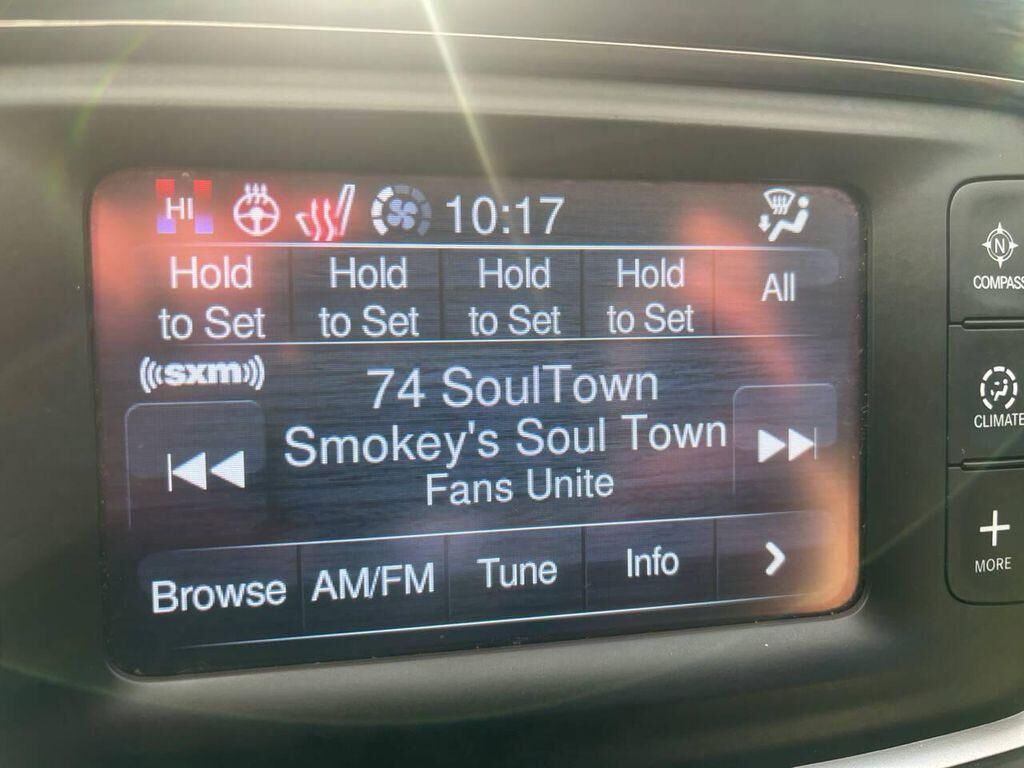 HI 10:17
Hold Hold Hold Hold All
to Set to Set to Set to Set
sxm
74 SoulTown
Smokey's Soul Town
Fans Unite
Browse AM/FM Tune Info
N
COMPASS
CLIMATE
MORE